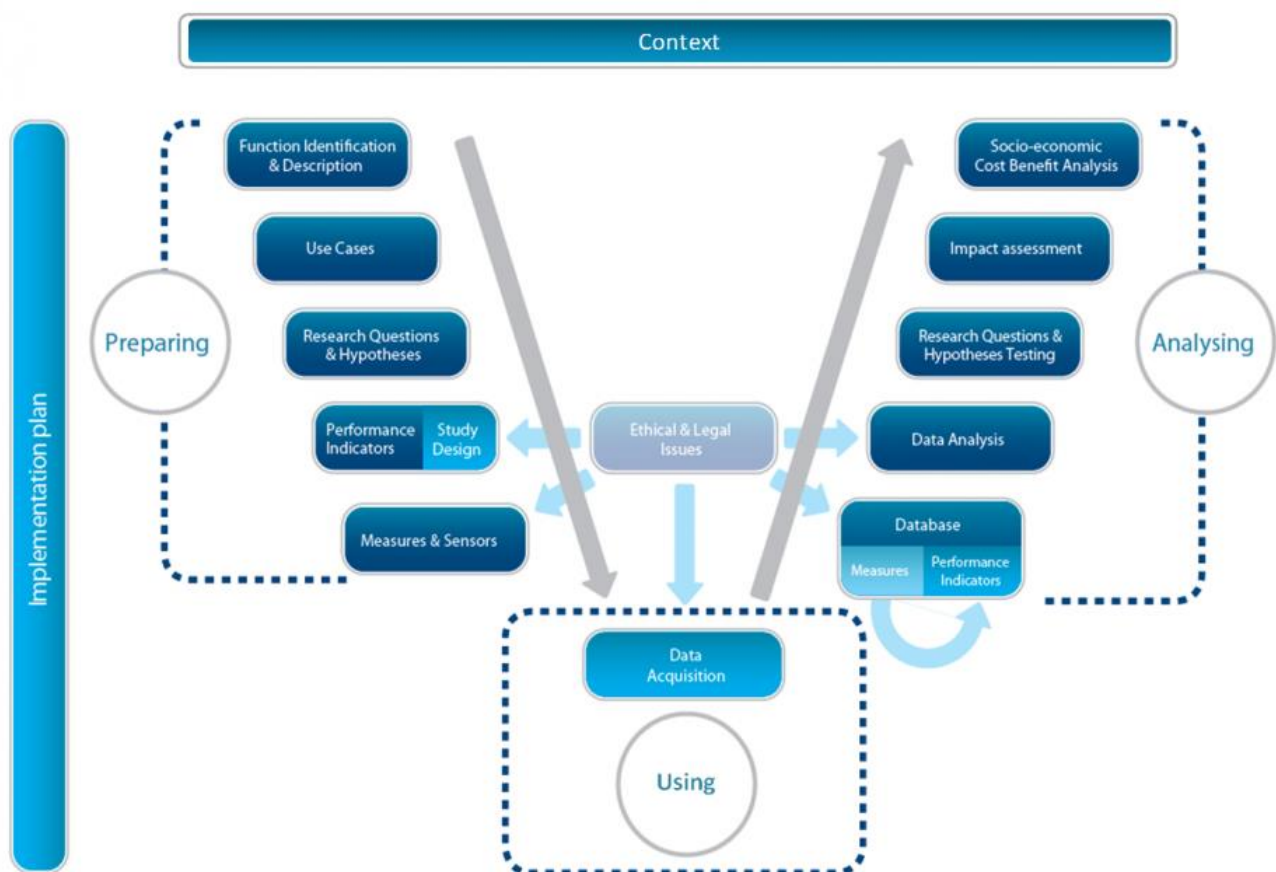 Context
Implementation plan
Preparing
Function Identification
& Description
Use Cases
Research Questions
& Hypotheses
Performance
Indicators
Study
Design
Measures & Sensors
Ethical & Legal
Issues
Data
Acquisition
Using
Socio-economic
Cost Benefit Analysis
Impact assessment
Research Questions &
Hypotheses Testing
Data Analysis
Database
Measures
Performance
Indicators
Analysing